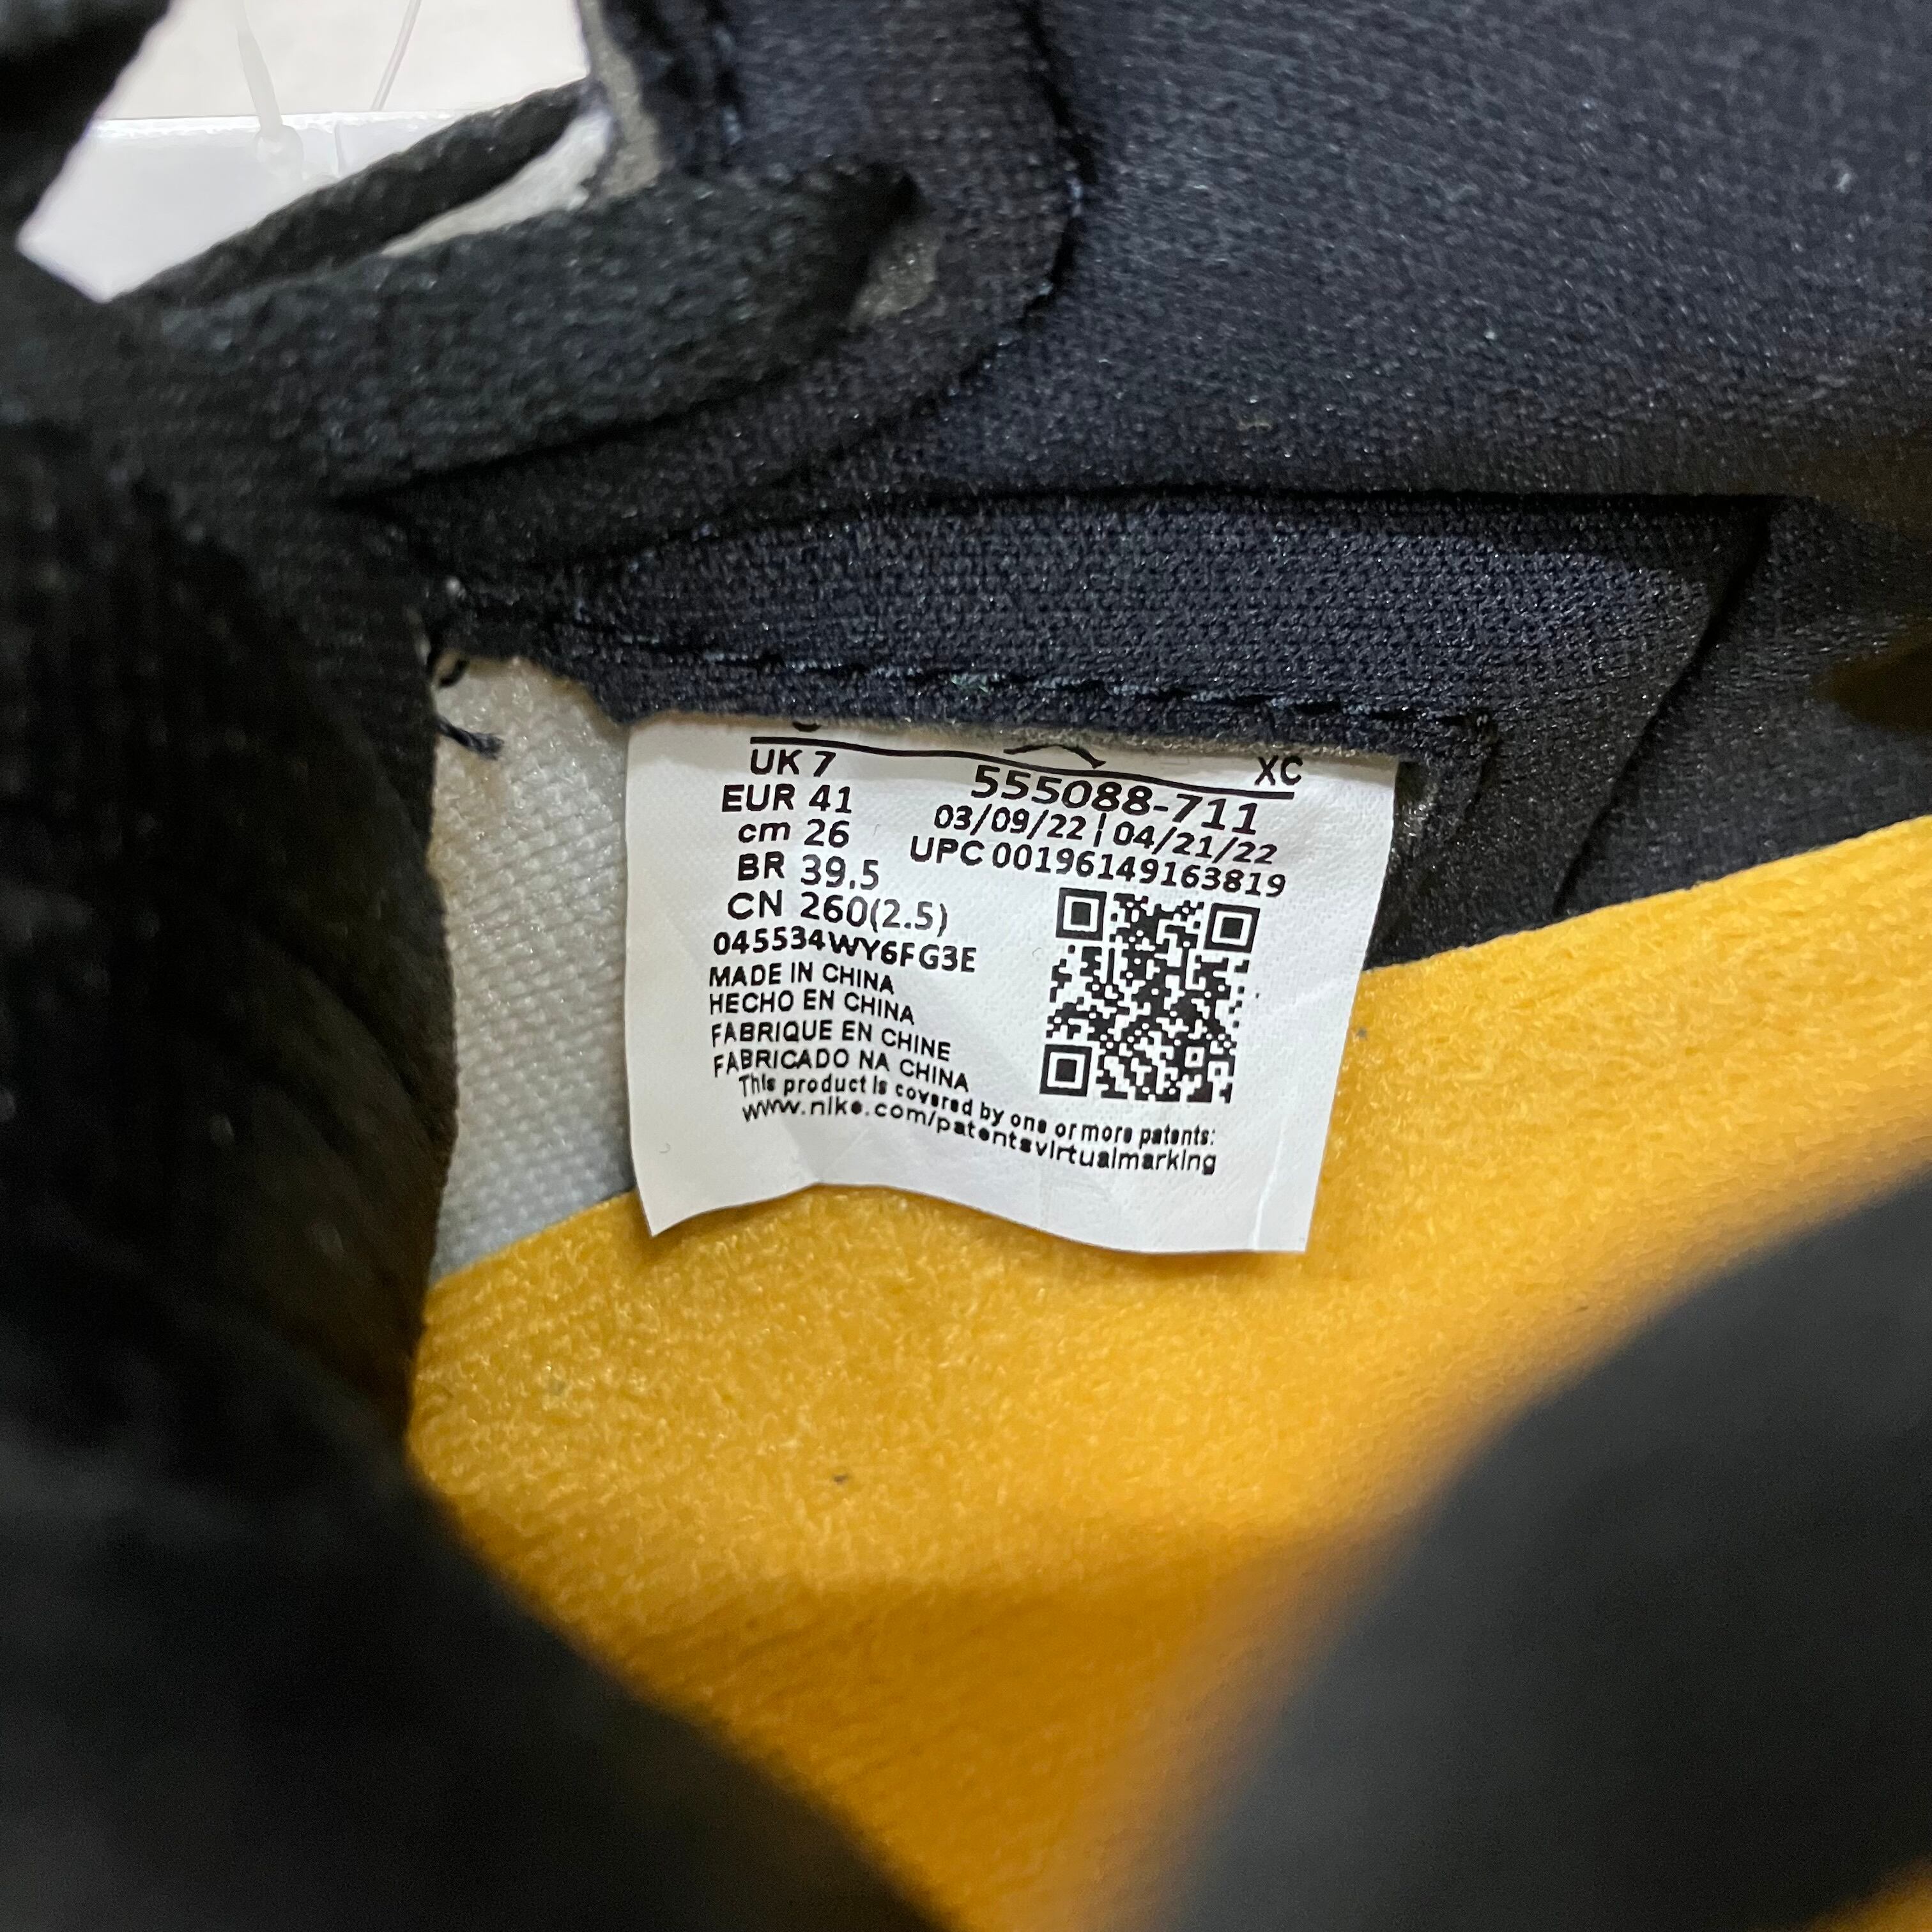 UK 7
EUR 41
cm 26
BR 39.5
CN 260(2.5)
045534WY6FG3E
MADE IN CHINA
HECHO EN CHINA
FABRIQUE EN CHINE
FABRICADO NA CHINA
XC
555088-711
03/09/22 | 04/21/22
UPC 00196149163819
This product is covered by one or more patents:
www.nike.com/patentsvirtualmarking